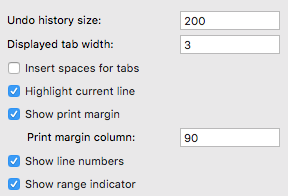 Undo history size: 200
Displayed tab width: 3
Insert spaces for tabs
Highlight current line
Show print margin
Print margin column: 90
Show line numbers
Show range indicator